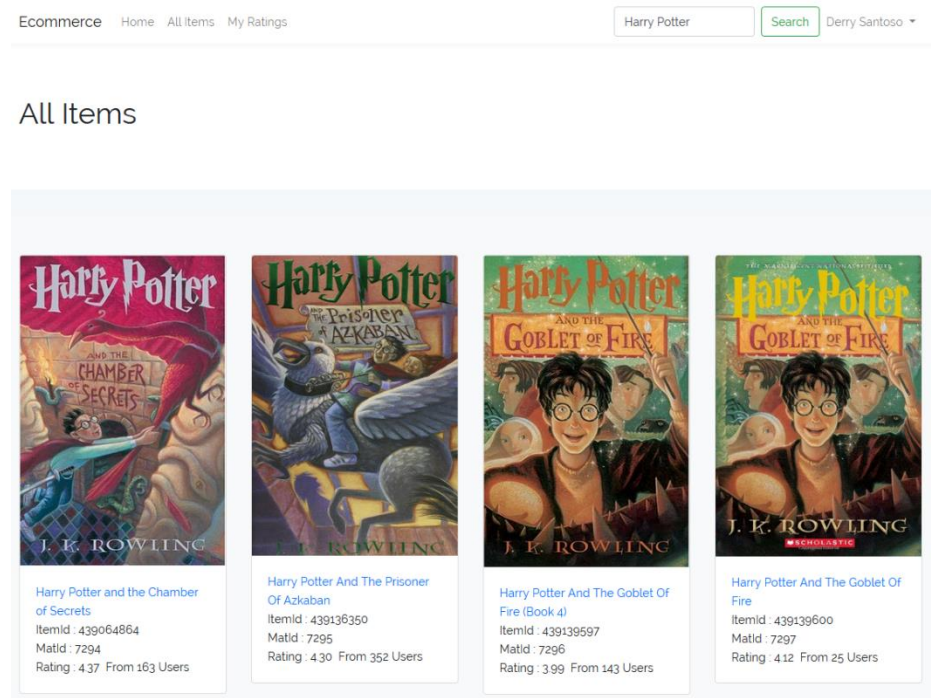 Ecommerce Home All Items My Ratings Harry Potter Search Derry Santoso
All Items
Harry Potter
AND THE
CHAMBER
OF
SECRETS
J. K. ROWLING
Harry Potter and the Chamber
of Secrets
ItemId : 439064864
MatId : 7294
Rating : 4.37 From 163 Users
Harry Potter
AND THE
Prisoner
of AZKABAN
J. K. ROWLING
Harry Potter And The Prisoner
Of Azkaban
ItemId : 439136350
MatId : 7295
Rating : 4.30 From 352 Users
Harry Potter
AND THE
GOBLET OF FIRE
J. K. ROWLING
Harry Potter And The Goblet Of
Fire (Book 4)
ItemId : 439139597
MatId : 7296
Rating : 3.99 From 143 Users
Harry Potter
AND THE
GOBLET OF FIRE
J. K. ROWLING
SCHOLASTIC
Harry Potter And The Goblet Of
Fire
ItemId : 439139600
MatId : 7297
Rating : 4.12 From 25 Users